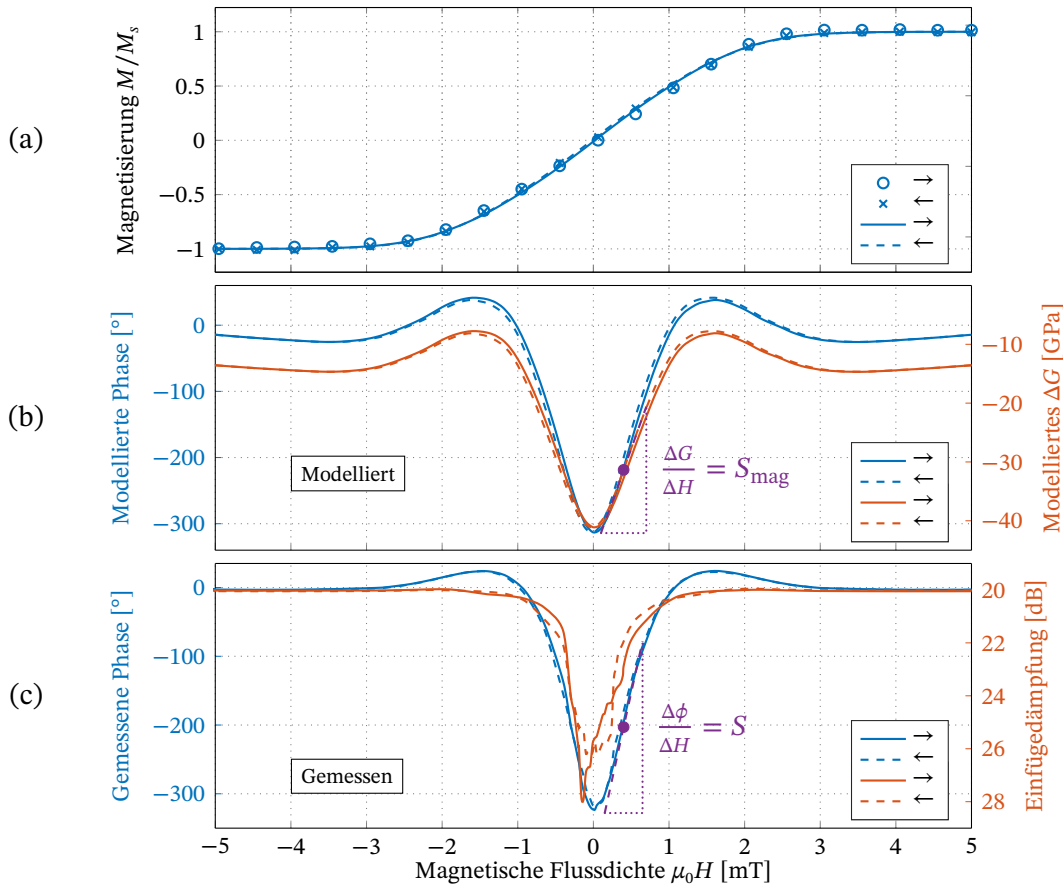 (a)
Magnetisierung M/Mₛ
1
0.5
0
−0.5
−1
→
←
→
←
(b)
Modellierte Phase [°]
0
−100
−200
−300
Modelliert
ΔG/ΔH = S_mag
→
←
→
←
−10
−20
−30
−40
Modelliertes ΔG [GPa]
(c)
Gemessene Phase [°]
0
−100
−200
−300
Gemessen
Δϕ/ΔH = S
→
←
→
←
20
22
24
26
28
Einfügedämpfung [dB]
−5 −4 −3 −2 −1 0 1 2 3 4 5
Magnetische Flussdichte μ₀H [mT]